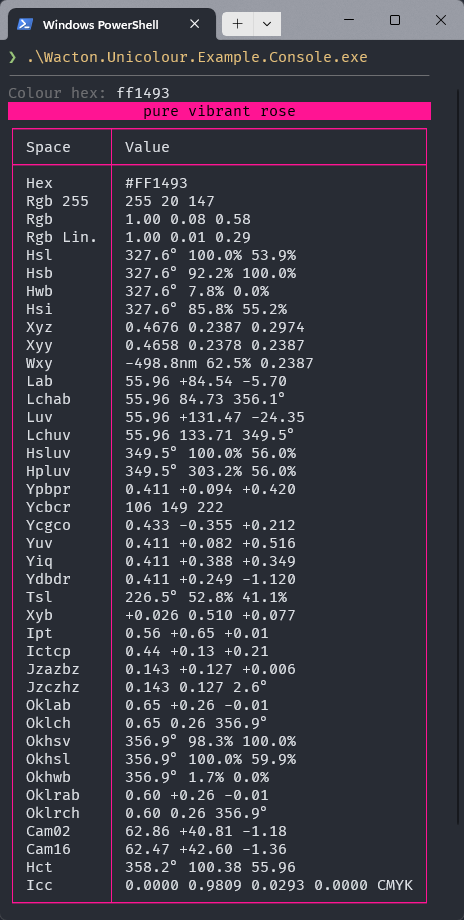 Windows PowerShell
❯ .\Wacton.Unicolour.Example.Console.exe
Colour hex: ff1493
pure vibrant rose
Space Value
Hex #FF1493
Rgb 255 255 20 147
Rgb 1.00 0.08 0.58
Rgb Lin. 1.00 0.01 0.29
Hsl 327.6° 100.0% 53.9%
Hsb 327.6° 92.2% 100.0%
Hwb 327.6° 7.8% 0.0%
Hsi 327.6° 85.8% 55.2%
Xyz 0.4676 0.2387 0.2974
Xyy 0.4658 0.2378 0.2387
Wxy -498.8nm 62.5% 0.2387
Lab 55.96 +84.54 -5.70
Lchab 55.96 84.73 356.1°
Luv 55.96 +131.47 -24.35
Lchuv 55.96 133.71 349.5°
Hsluv 349.5° 100.0% 56.0%
Hpluv 349.5° 303.2% 56.0%
Ypbpr 0.411 +0.094 +0.420
Ycbcr 106 149 222
Ycgco 0.433 -0.355 +0.212
Yuv 0.411 +0.082 +0.516
Yiq 0.411 +0.388 +0.349
Ydbdr 0.411 +0.249 -1.120
Tsl 226.5° 52.8% 41.1%
Xyb +0.026 0.510 +0.077
Ipt 0.56 +0.65 +0.01
Ictcp 0.44 +0.13 +0.21
Jzazbz 0.143 +0.127 +0.006
Jzczhz 0.143 0.127 2.6°
Oklab 0.65 +0.26 -0.01
Oklch 0.65 0.26 356.9°
Okhsv 356.9° 98.3% 100.0%
Okhsl 356.9° 100.0% 59.9%
Okhwb 356.9° 1.7% 0.0%
Oklrab 0.60 +0.26 -0.01
Oklrch 0.60 0.26 356.9°
Cam02 62.86 +40.81 -1.18
Cam16 62.47 +42.60 -1.36
Hct 358.2° 100.38 55.96
Icc 0.0000 0.9809 0.0293 0.0000 CMYK